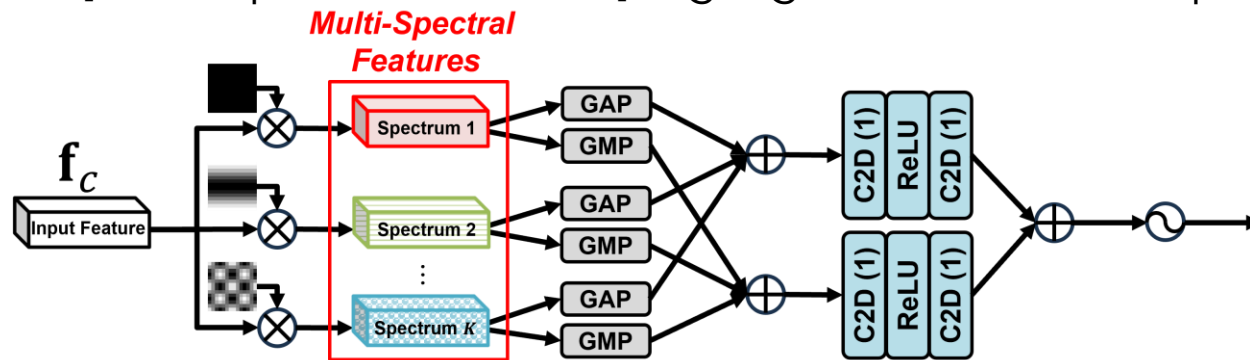 Multi-Spectral
Features
f_C
Input Feature
Spectrum 1
Spectrum 2
⋮
Spectrum K
GAP
GMP
GAP
GMP
GAP
GMP
C2D (1)
ReLU
C2D (1)
C2D (1)
ReLU
C2D (1)